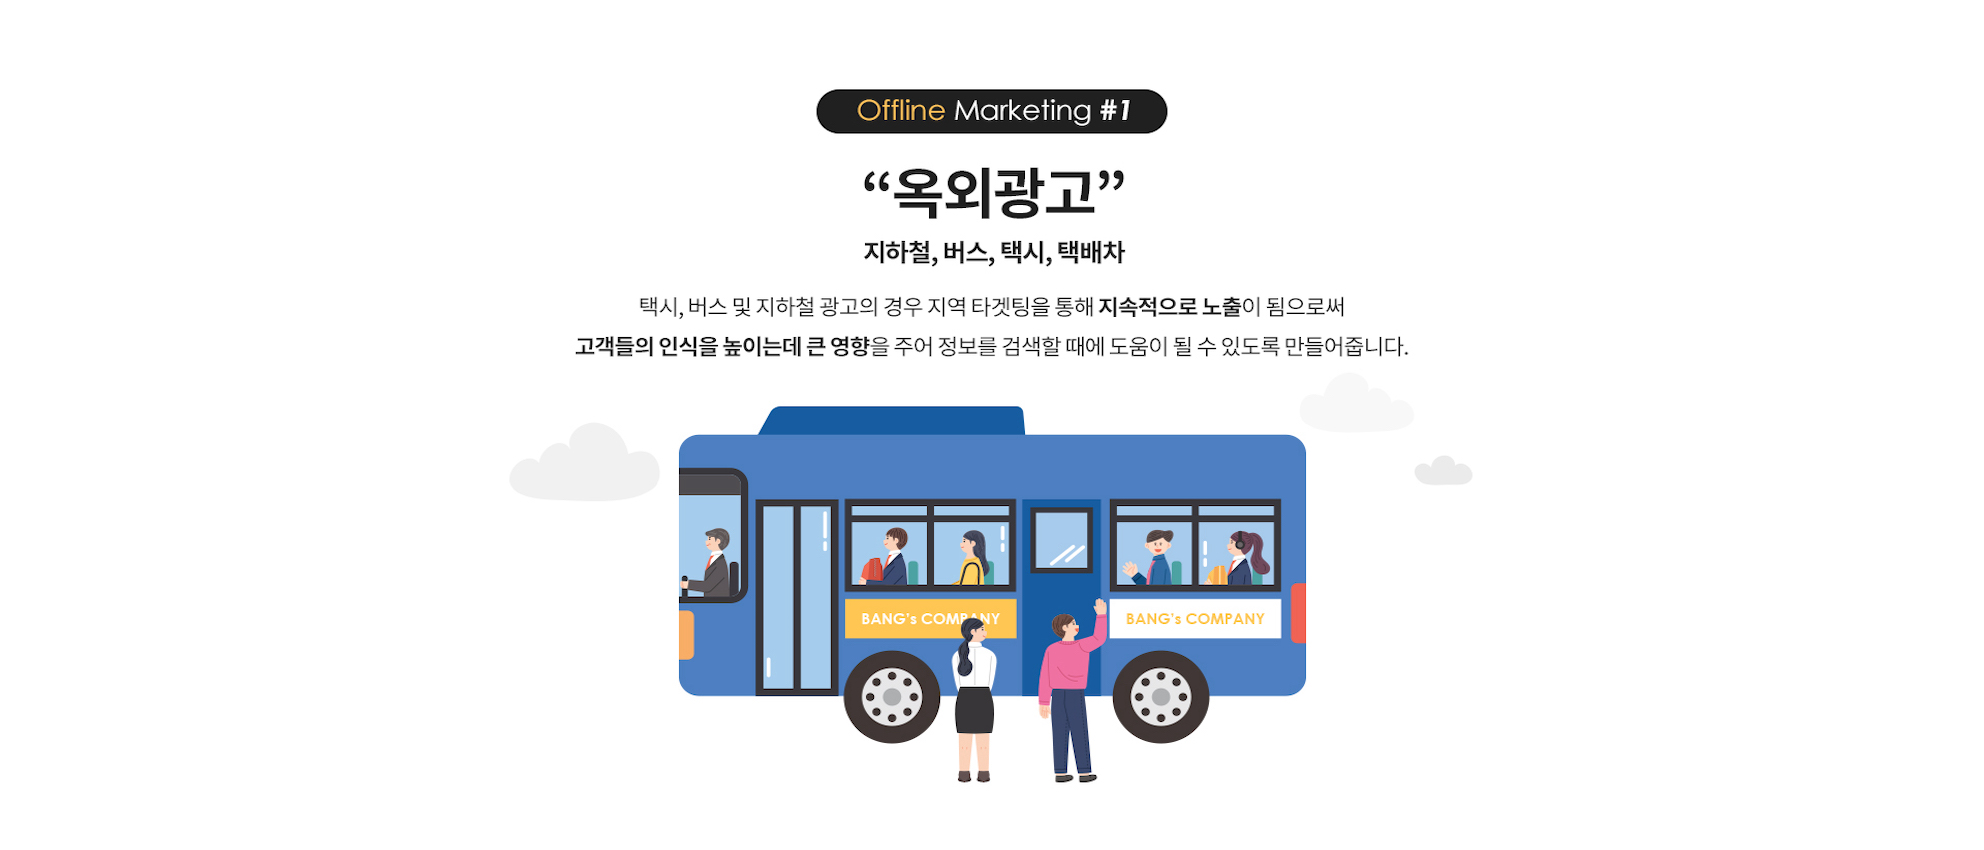 Offline Marketing #1
“옥외광고”
지하철, 버스, 택시, 택배차
택시, 버스 및 지하철 광고의 경우 지역 타겟팅을 통해 지속적으로 노출이 됨으로써
고객들의 인식을 높이는데 큰 영향을 주어 정보를 검색할 때에 도움이 될 수 있도록 만들어줍니다.
BANG's COMPANY
BANG's COMPANY